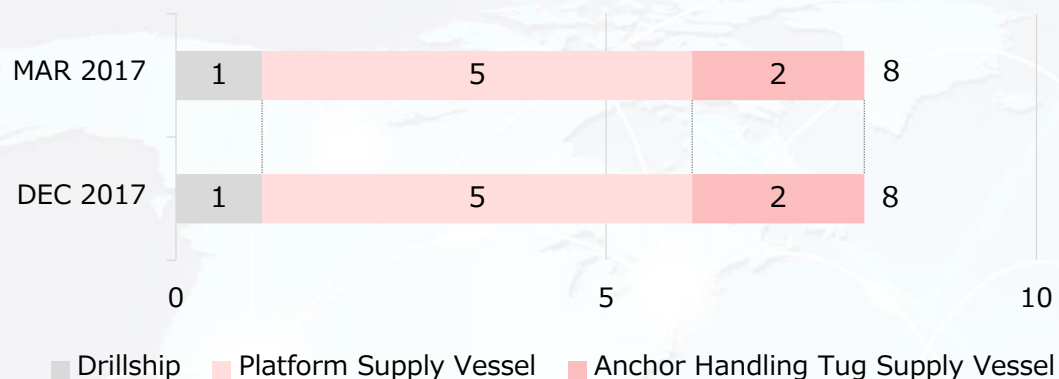 MAR 2017 1 5 2 8
DEC 2017 1 5 2 8
0 5 10
Drillship Platform Supply Vessel Anchor Handling Tug Supply Vessel